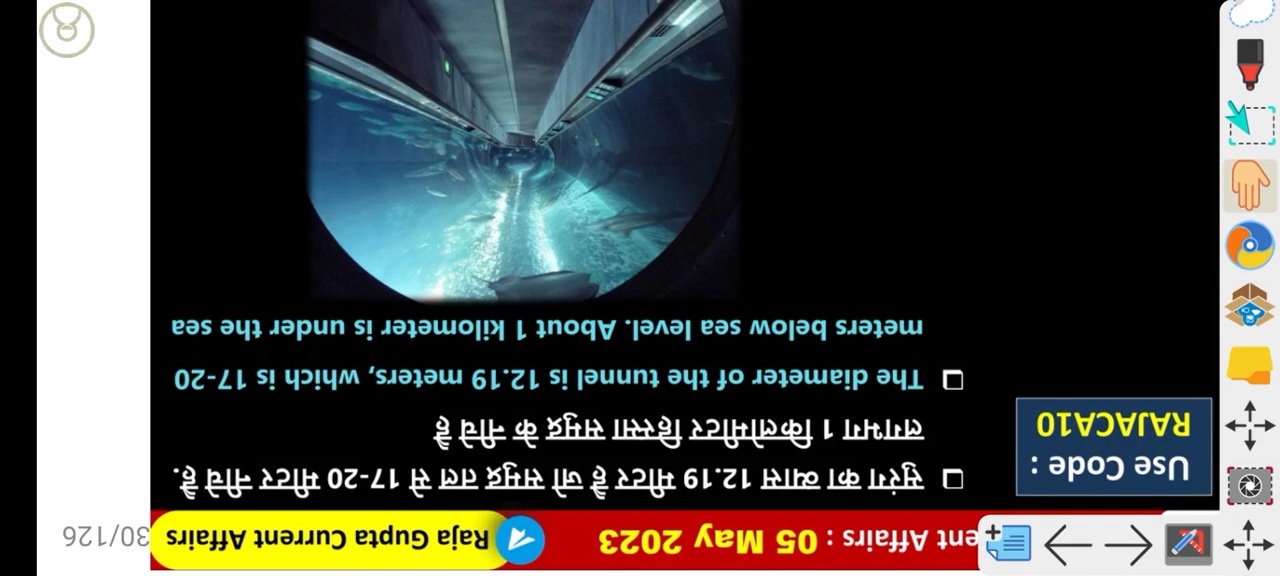 ent Affairs : 05 May 2023
Raja Gupta Current Affairs
30/126
Use Code :
RAJACA10
❑ सुरंग का व्यास 12.19 मीटर है जो समुद्र तल से 17-20 मीटर नीचे है.
लगभग 1 किलोमीटर हिस्सा समुद्र के नीचे है
❑ The diameter of the tunnel is 12.19 meters, which is 17-20
meters below sea level. About 1 kilometer is under the sea